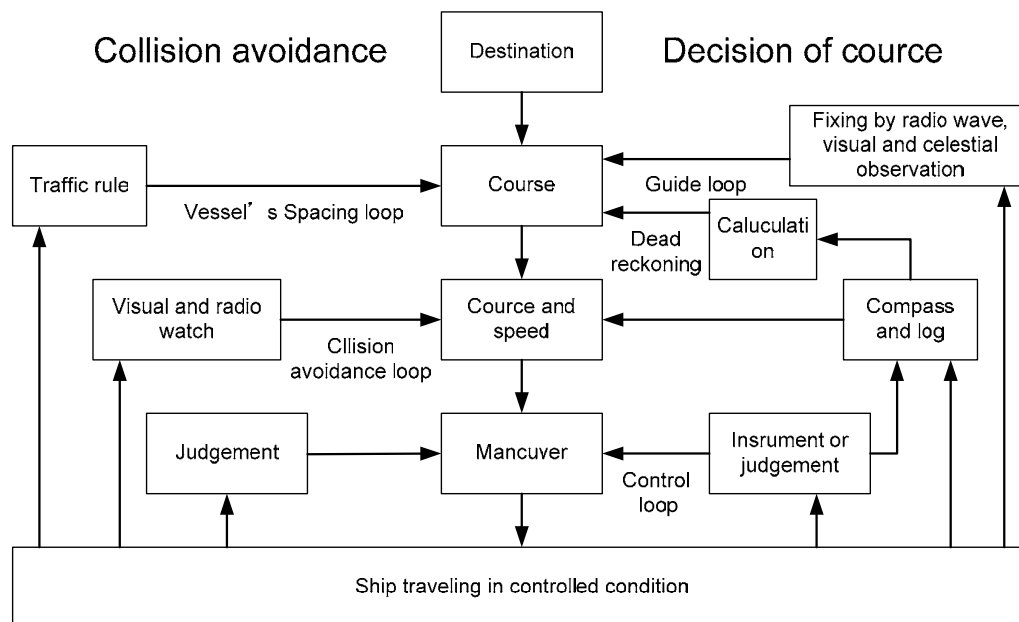 Collision avoidance
Destination
Decision of cource
Fixing by radio wave,
visual and celestial
observation
Traffic rule
Course
Guide loop
Vessel’ s Spacing loop
Caluculati
on
Dead
reckoning
Visual and radio
watch
Cource and
speed
Compass
and log
Cllision
avoidance loop
Judgement
Mancuver
Insrument or
judgement
Control
loop
Ship traveling in controlled condition